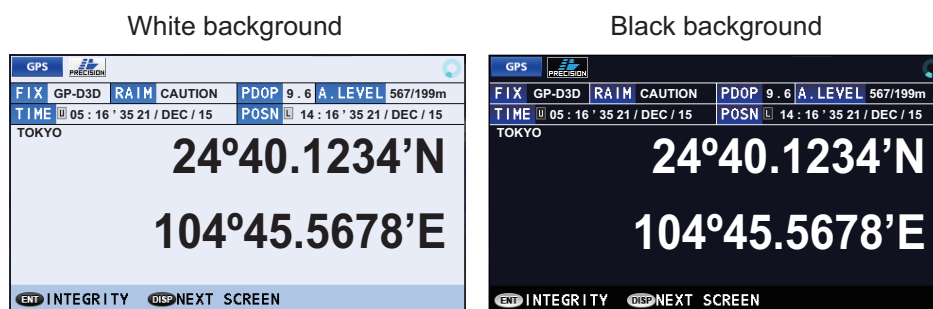 White background
GPS PRECISION
FIX GP-D3D RAIM CAUTION PDOP 9.6 A.LEVEL 567/199m
TIME U 05 : 16 ’ 35 21 / DEC / 15 POSN L 14 : 16 ’ 35 21 / DEC / 15
TOKYO
24º40.1234’N
104º45.5678’E
ENT INTEGRITY DISP NEXT SCREEN
Black background
GPS PRECISION
FIX GP-D3D RAIM CAUTION PDOP 9.6 A.LEVEL 567/199m
TIME U 05 : 16 ’ 35 21 / DEC / 15 POSN L 14 : 16 ’ 35 21 / DEC / 15
TOKYO
24º40.1234’N
104º45.5678’E
ENT INTEGRITY DISP NEXT SCREEN